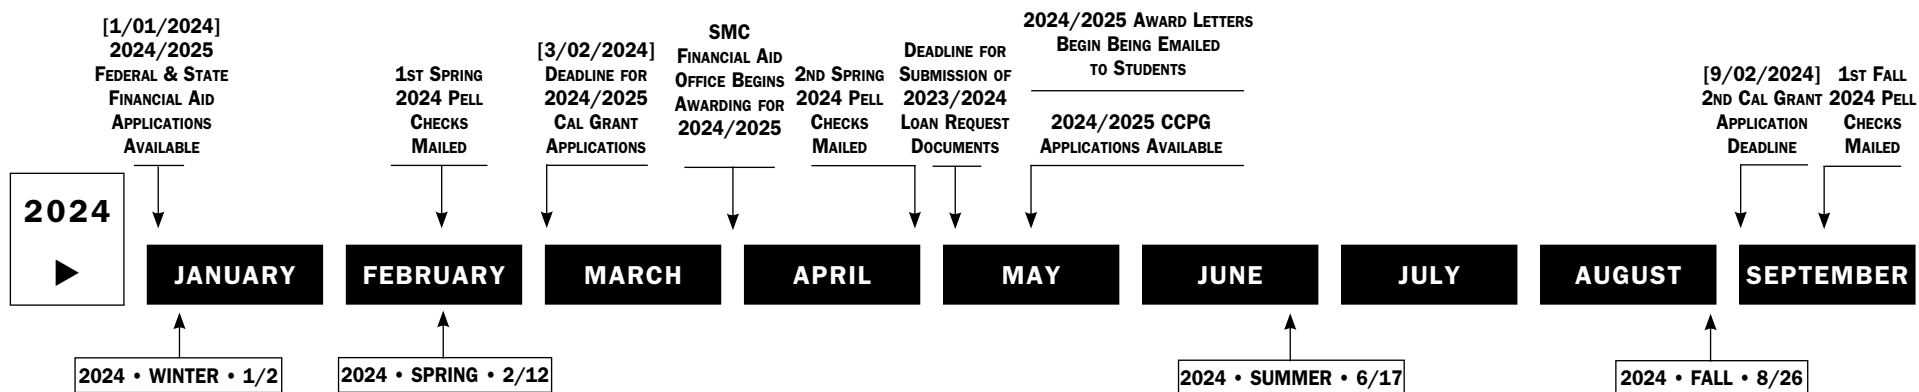 [1/01/2024]
2024/2025
Federal & State
Financial Aid
Applications
Available
1st Spring
2024 Pell
Checks
Mailed
[3/02/2024]
Deadline for
2024/2025
Cal Grant
Applications
SMC
Financial Aid
Office Begins
Awarding for
2024/2025
2nd Spring
2024 Pell
Checks
Mailed
Deadline for
Submission of
2023/2024
Loan Request
Documents
2024/2025 Award Letters
Begin Being Emailed
to Students
2024/2025 CCPG
Applications Available
[9/02/2024]
2nd Cal Grant
Application
Deadline
1st Fall
2024 Pell
Checks
Mailed
2024
JANUARY
FEBRUARY
MARCH
APRIL
MAY
JUNE
JULY
AUGUST
SEPTEMBER
2024 • WINTER • 1/2
2024 • SPRING • 2/12
2024 • SUMMER • 6/17
2024 • FALL • 8/26